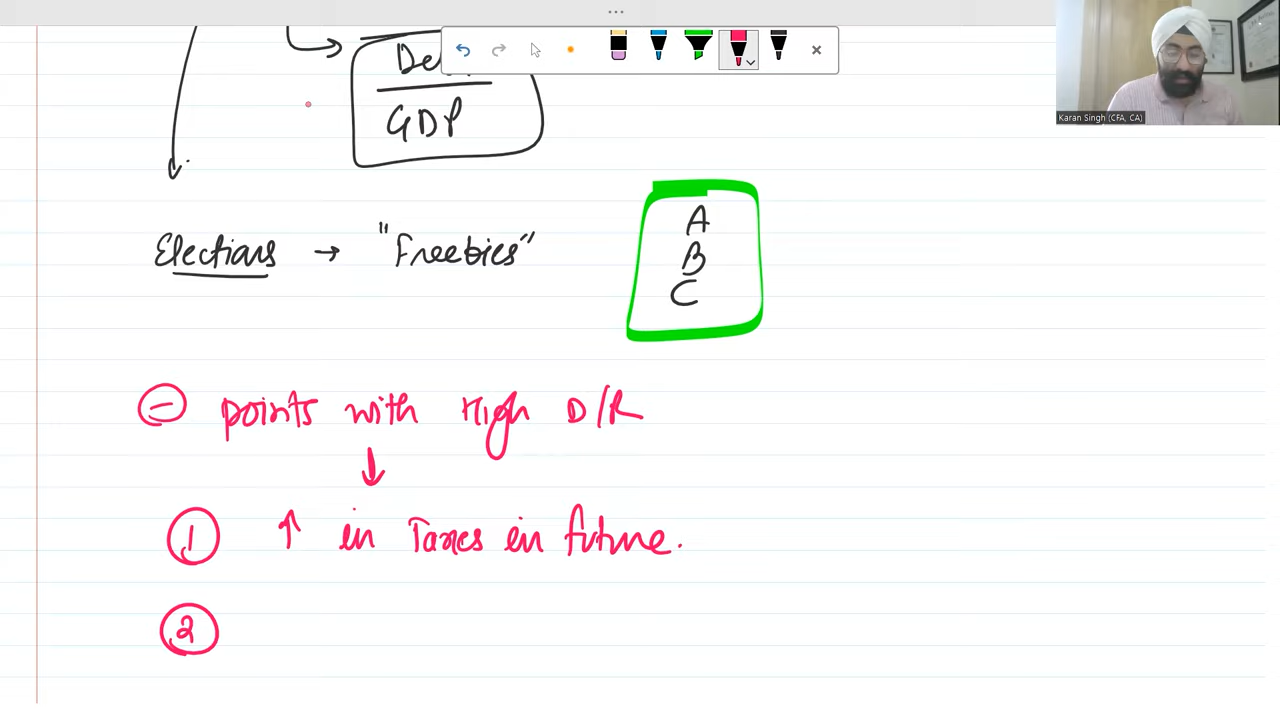 GDP
Karan Singh (CFA, CA)
Elections → "Freebies"
A
B
C
- points with High D/R
↓
1 ↑ in Taxes in future.
2